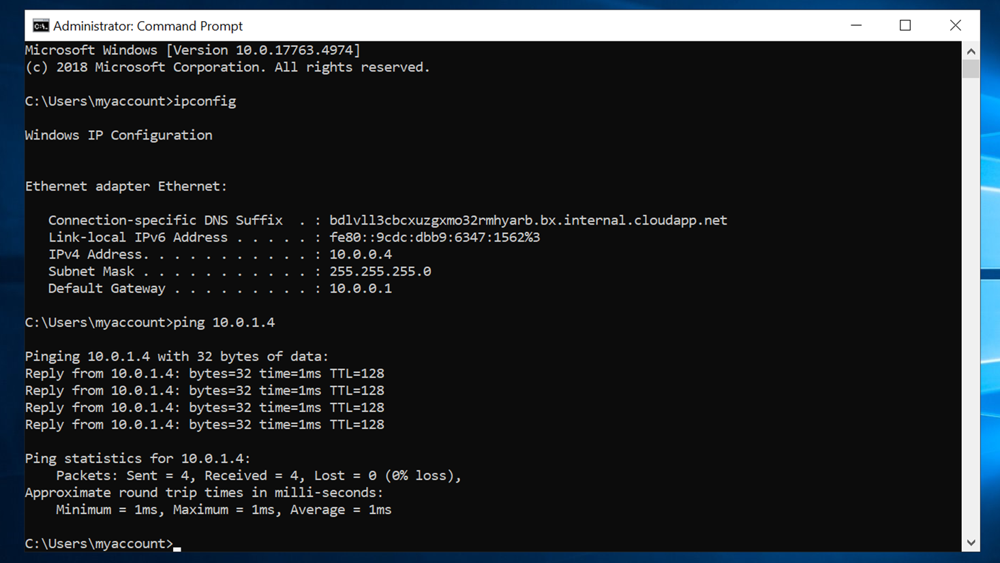 Administrator: Command Prompt
Microsoft Windows [Version 10.0.17763.4974]
(c) 2018 Microsoft Corporation. All rights reserved.
C:\Users\myaccount>ipconfig
Windows IP Configuration
Ethernet adapter Ethernet:
   Connection-specific DNS Suffix  . : bdlvll3cbcxuzgxmo32rmhyarb.bx.internal.cloudapp.net
   Link-local IPv6 Address . . . . . : fe80::9cdc:dbb9:6347:1562%3
   IPv4 Address. . . . . . . . . . . : 10.0.0.4
   Subnet Mask . . . . . . . . . . . : 255.255.255.0
   Default Gateway . . . . . . . . . : 10.0.0.1
C:\Users\myaccount>ping 10.0.1.4
Pinging 10.0.1.4 with 32 bytes of data:
Reply from 10.0.1.4: bytes=32 time=1ms TTL=128
Reply from 10.0.1.4: bytes=32 time=1ms TTL=128
Reply from 10.0.1.4: bytes=32 time=1ms TTL=128
Reply from 10.0.1.4: bytes=32 time=1ms TTL=128
Ping statistics for 10.0.1.4:
    Packets: Sent = 4, Received = 4, Lost = 0 (0% loss),
Approximate round trip times in milli-seconds:
    Minimum = 1ms, Maximum = 1ms, Average = 1ms
C:\Users\myaccount>